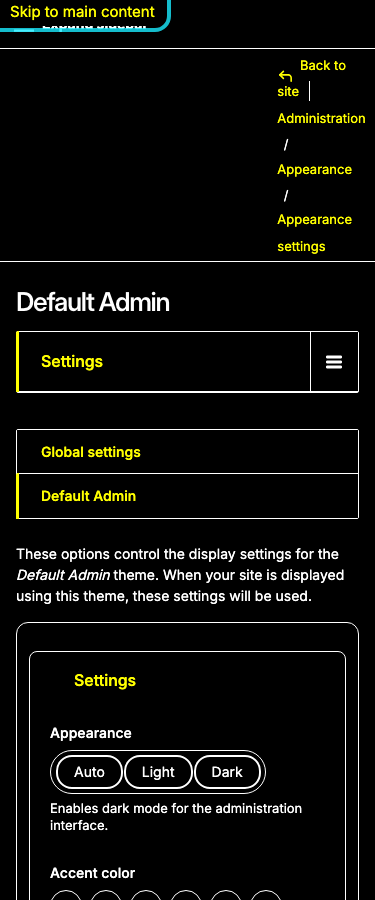 Skip to main content
Expand sidebar
Back to
site
Administration
/
Appearance
/
Appearance
settings
Default Admin
Settings
Global settings
Default Admin
These options control the display settings for the
Default Admin theme. When your site is displayed
using this theme, these settings will be used.
Settings
Appearance
Auto Light Dark
Enables dark mode for the administration
interface.
Accent color